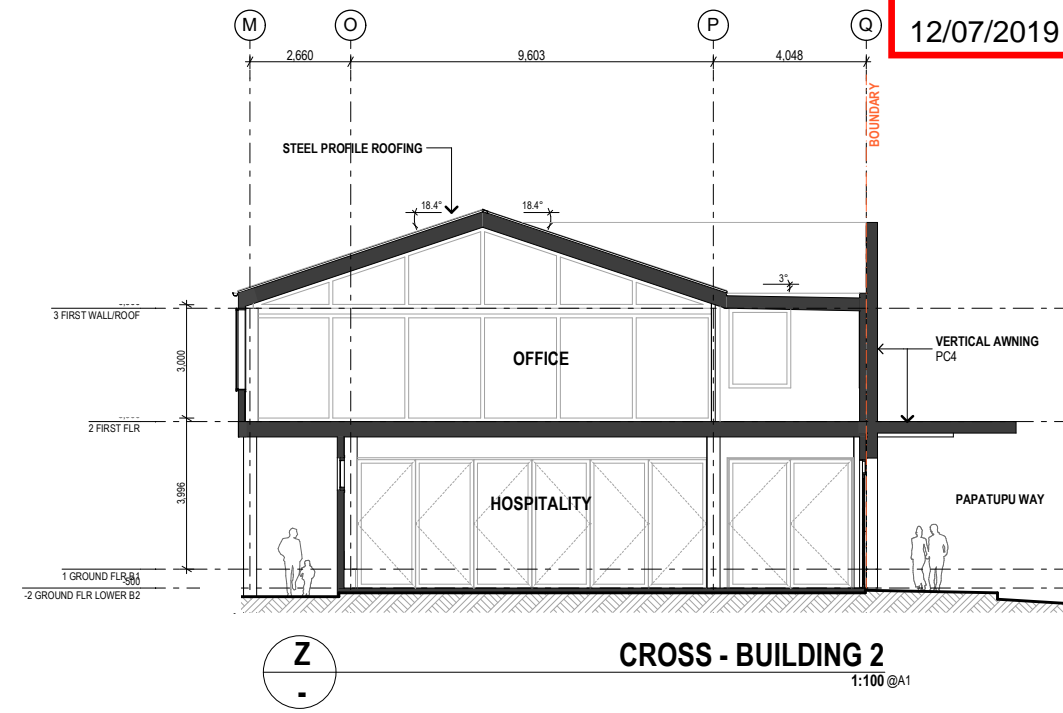 M
O
P
Q
12/07/2019
2,660
9,603
4,048
BOUNDARY
STEEL PROFILE ROOFING
18.4°
18.4°
3°
3 FIRST WALL/ROOF
3,000
OFFICE
VERTICAL AWNING
PC4
2 FIRST FLR
3,996
HOSPITALITY
PAPATUPU WAY
1 GROUND FLR B1
-500
-2 GROUND FLR LOWER B2
Z
-
CROSS - BUILDING 2
1:100 @A1